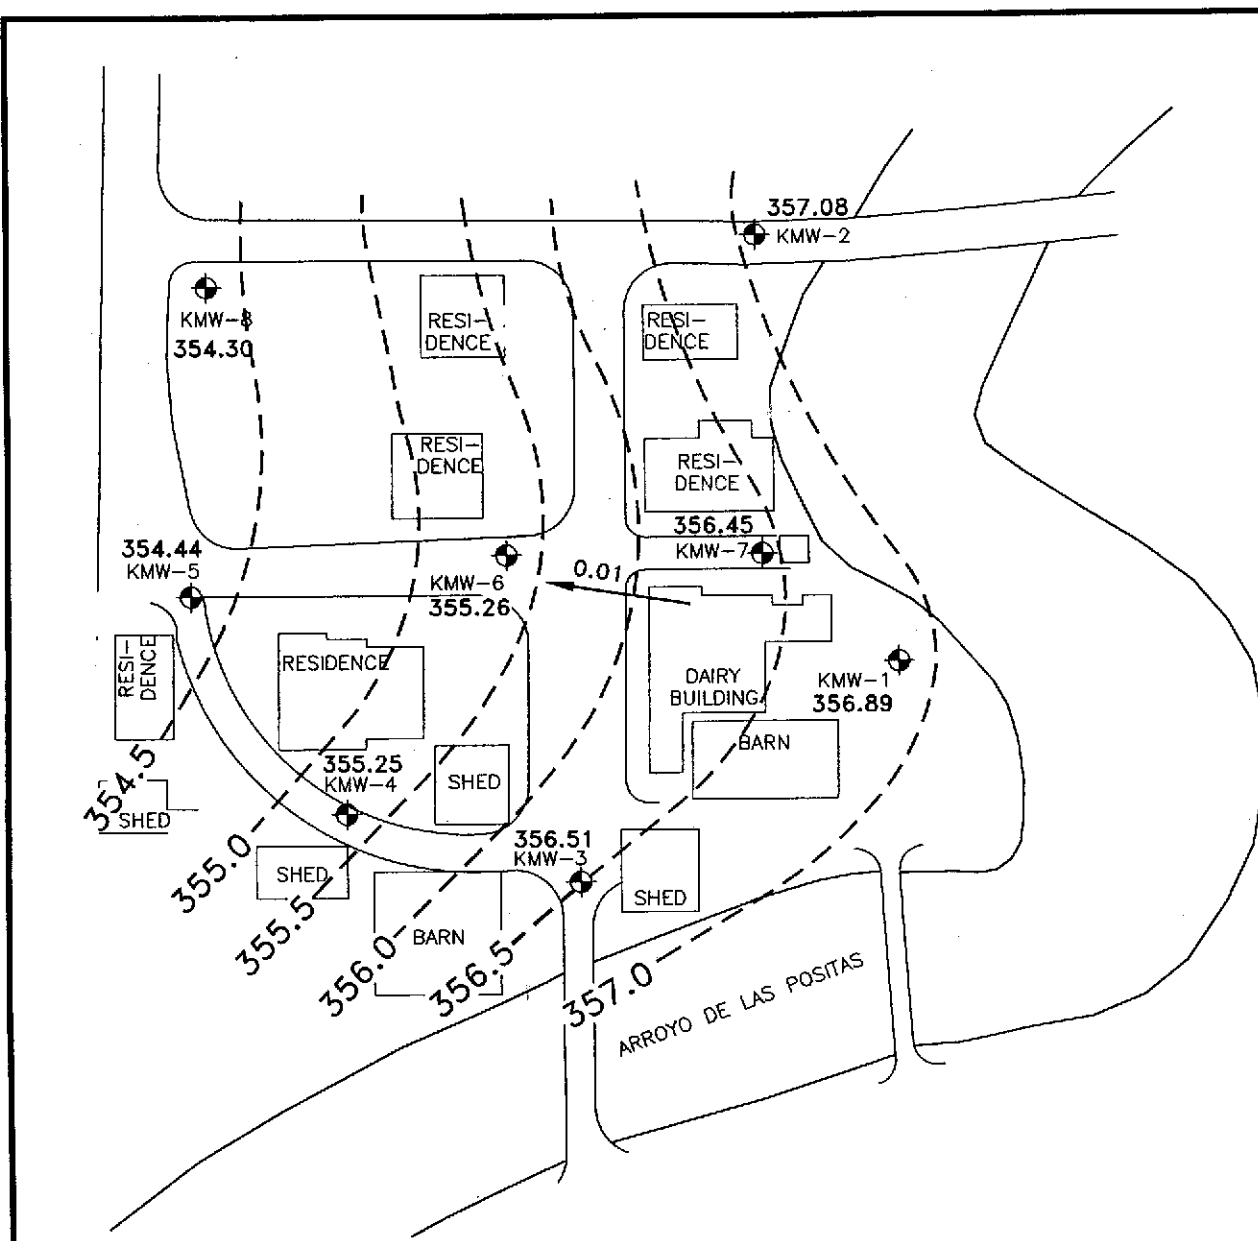 357.08
KMW-2
KMW-8
354.30
RESI-
DENCE
RESI-
DENCE
RESI-
DENCE
RESI-
DENCE
356.45
KMW-7
354.44
KMW-5
KMW-6
355.26
0.01
RESI-
DENCE
RESIDENCE
DAIRY
BUILDING
KMW-1
356.89
BARN
355.25
KMW-4
SHED
SHED
354.5
355.0
SHED
356.51
KMW-3
SHED
355.5
BARN
356.0
356.5
357.0
ARROYO DE LAS POSITAS